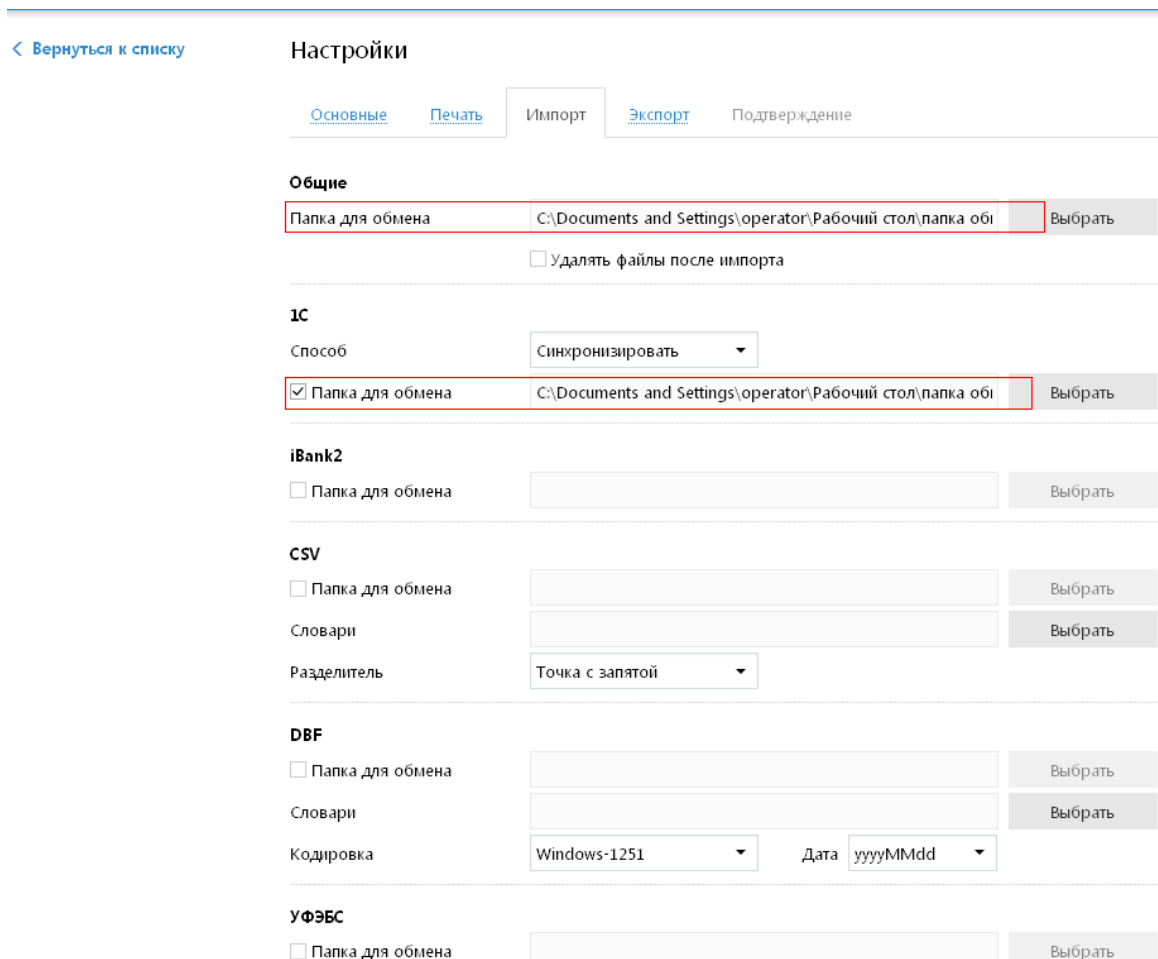 Вернуться к списку
Настройки
Основные Печать Импорт Экспорт Подтверждение
Общие
Папка для обмена C:\Documents and Settings\operator\Рабочий стол\папка обı Выбрать
Удалять файлы после импорта
1С
Способ Синхронизировать
Папка для обмена C:\Documents and Settings\operator\Рабочий стол\папка обı Выбрать
iBank2
Папка для обмена Выбрать
CSV
Папка для обмена Выбрать
Словари Выбрать
Разделитель Точка с запятой
DBF
Папка для обмена Выбрать
Словари Выбрать
Кодировка Windows-1251 Дата yyyyMMdd
УФЭБС
Папка для обмена Выбрать